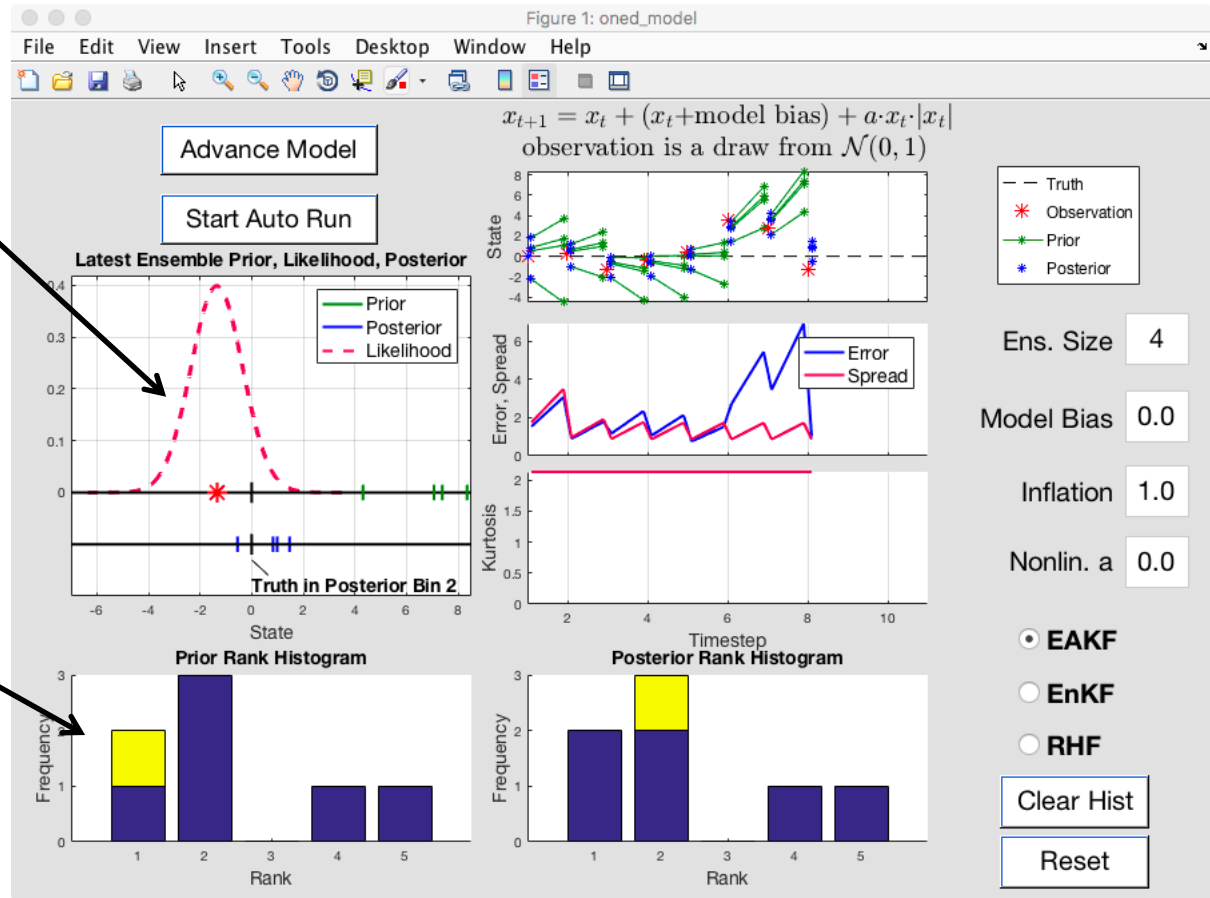 Figure 1: oned_model
File Edit View Insert Tools Desktop Window Help
x_{t+1} = x_t + (x_t+model bias) + a·x_t·|x_t|
observation is a draw from 𝒩(0, 1)
Advance Model
Start Auto Run
Latest Ensemble Prior, Likelihood, Posterior
0.4
0.3
0.2
0.1
0
Prior
Posterior
Likelihood
Truth in Posterior Bin 2
-6 -4 -2 0 2 4 6 8
State
State
8
6
4
2
0
-2
-4
Truth
Observation
Prior
Posterior
Error, Spread
6
4
2
0
Error
Spread
Kurtosis
2
1.5
1
0.5
0
2 4 6 8 10
Timestep
Ens. Size 4
Model Bias 0.0
Inflation 1.0
Nonlin. a 0.0
EAKF
EnKF
RHF
Clear Hist
Reset
Prior Rank Histogram
Frequency
3
2
1
0
1 2 3 4 5
Rank
Posterior Rank Histogram
Frequency
3
2
1
0
1 2 3 4 5
Rank